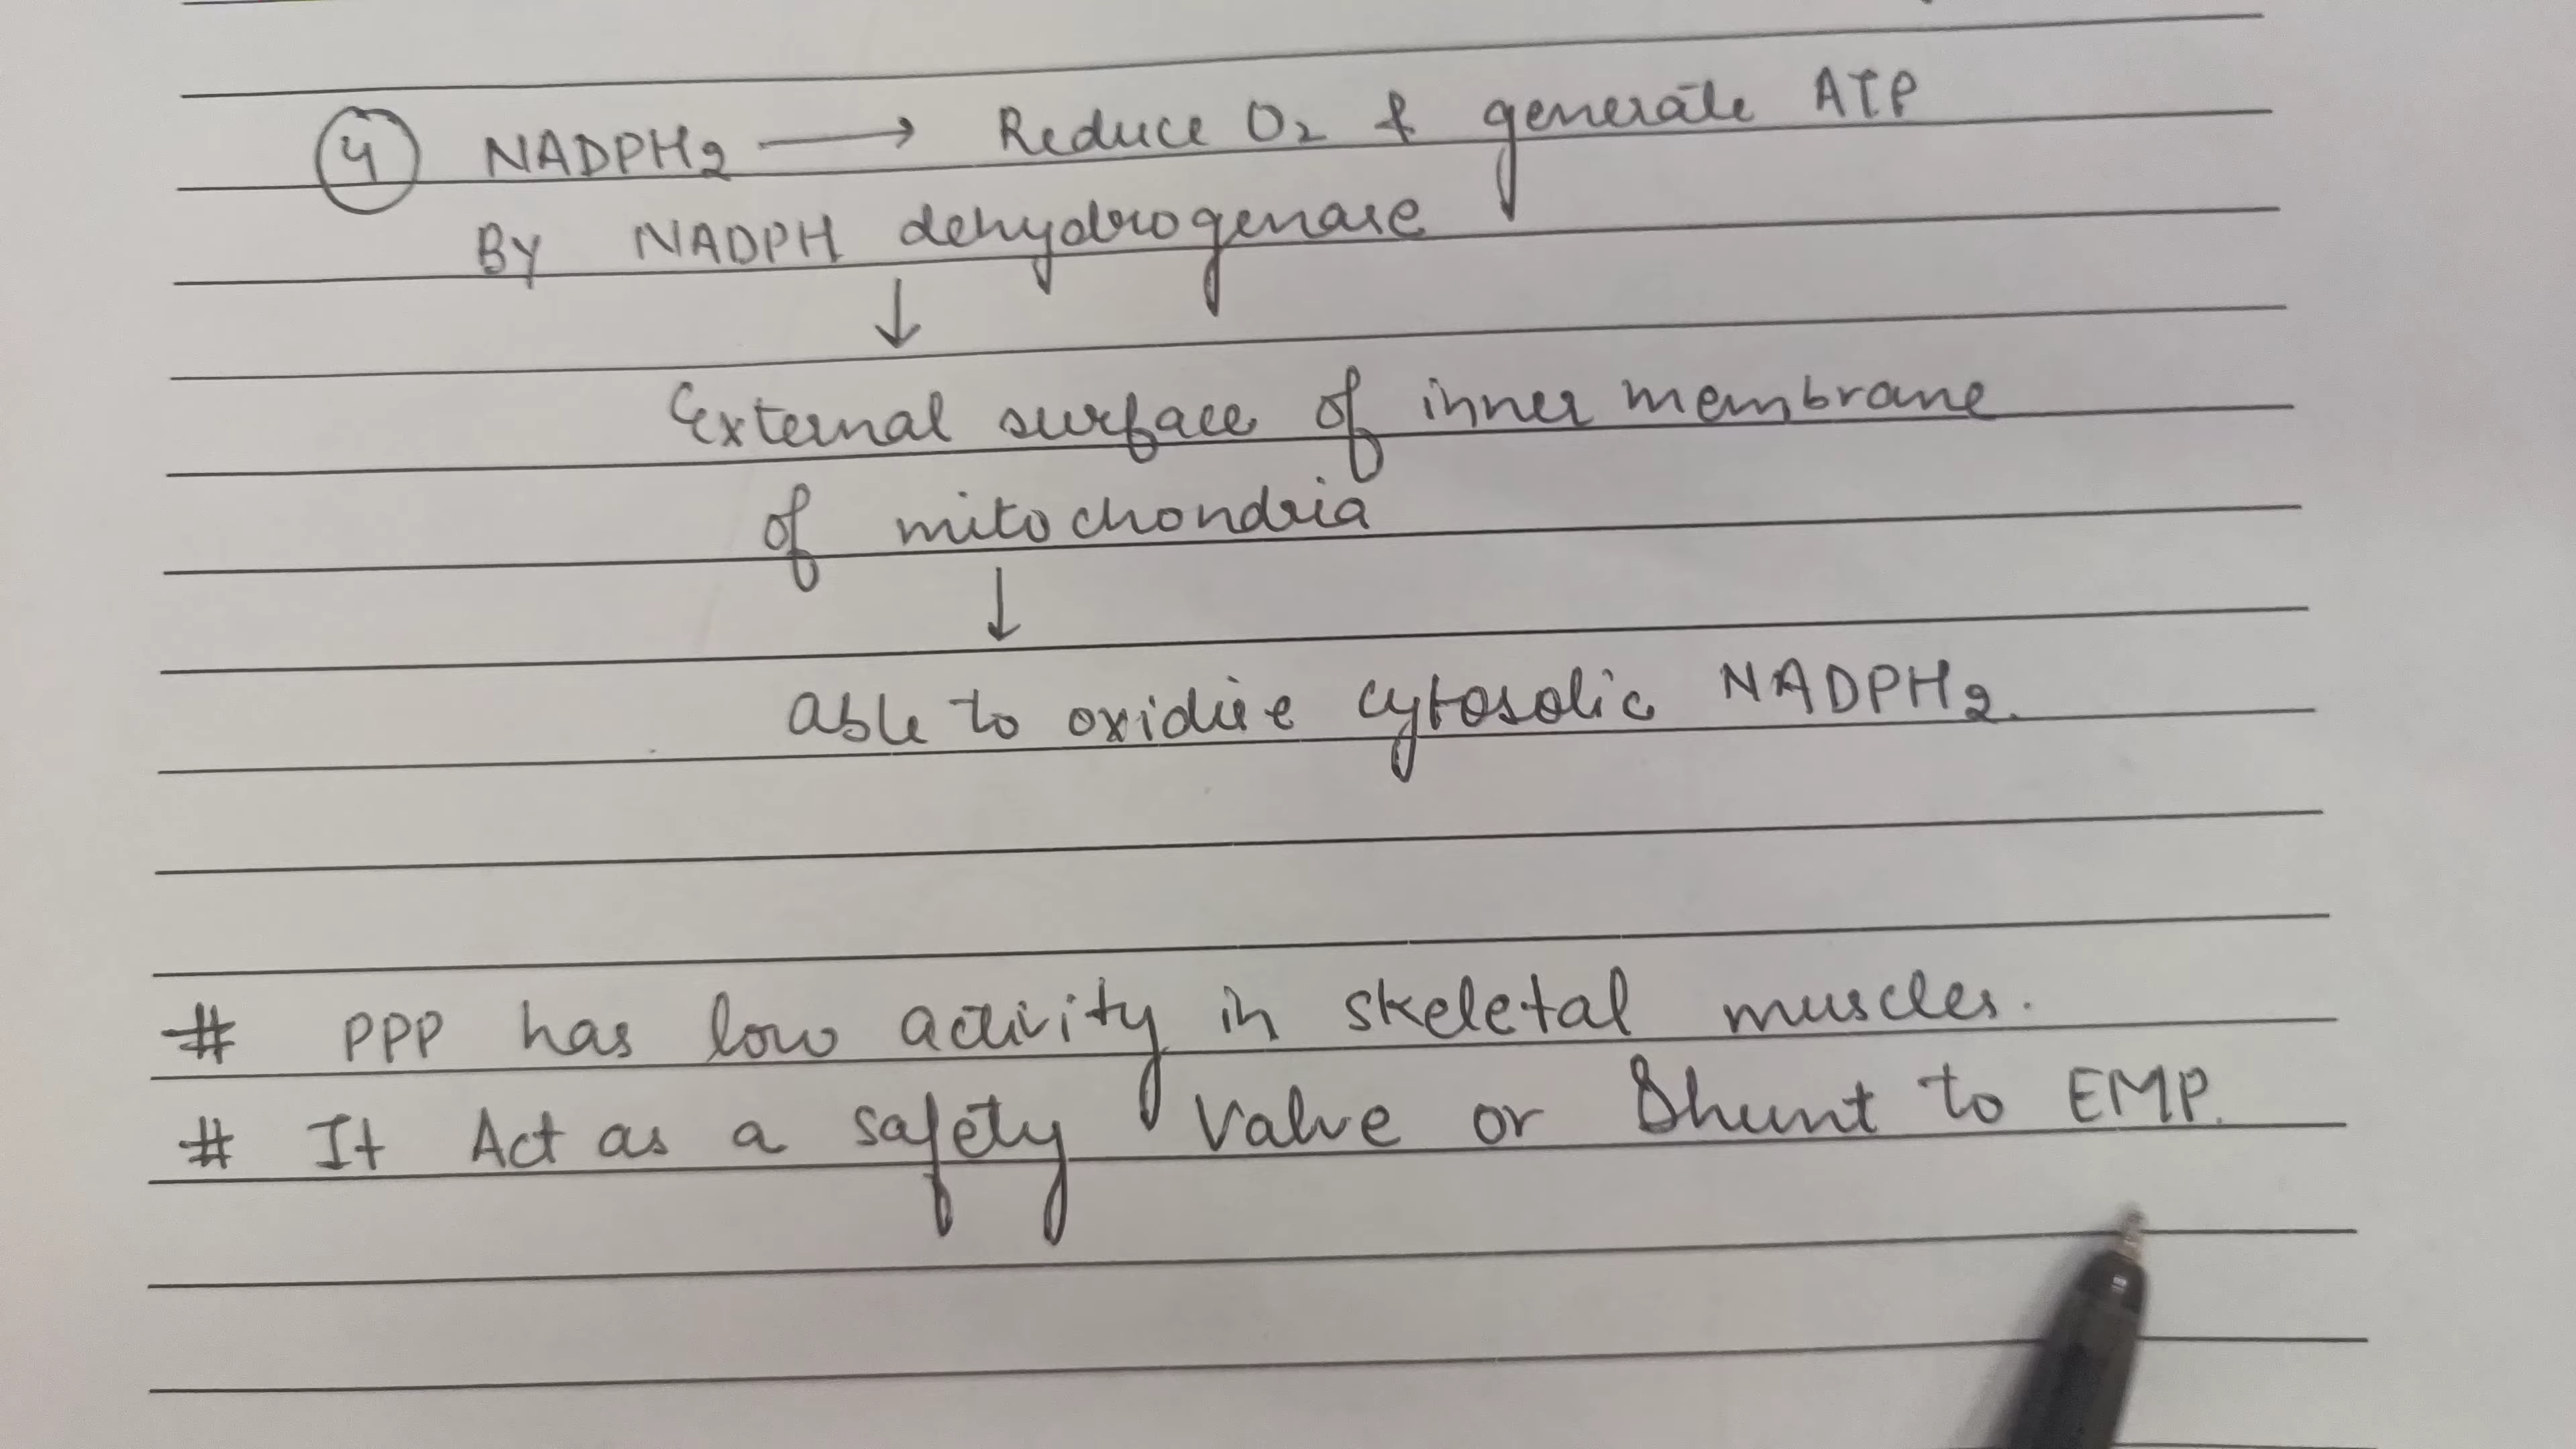 ④ NADPH₂ → Reduce O₂ & generate ATP
By NADPH dehydrogenase
↓
External surface of inner membrane
of mitochondria
↓
able to oxidise cytosolic NADPH₂.
# PPP has low activity in skeletal muscles.
# It Act as a safety valve or Shunt to EMP.